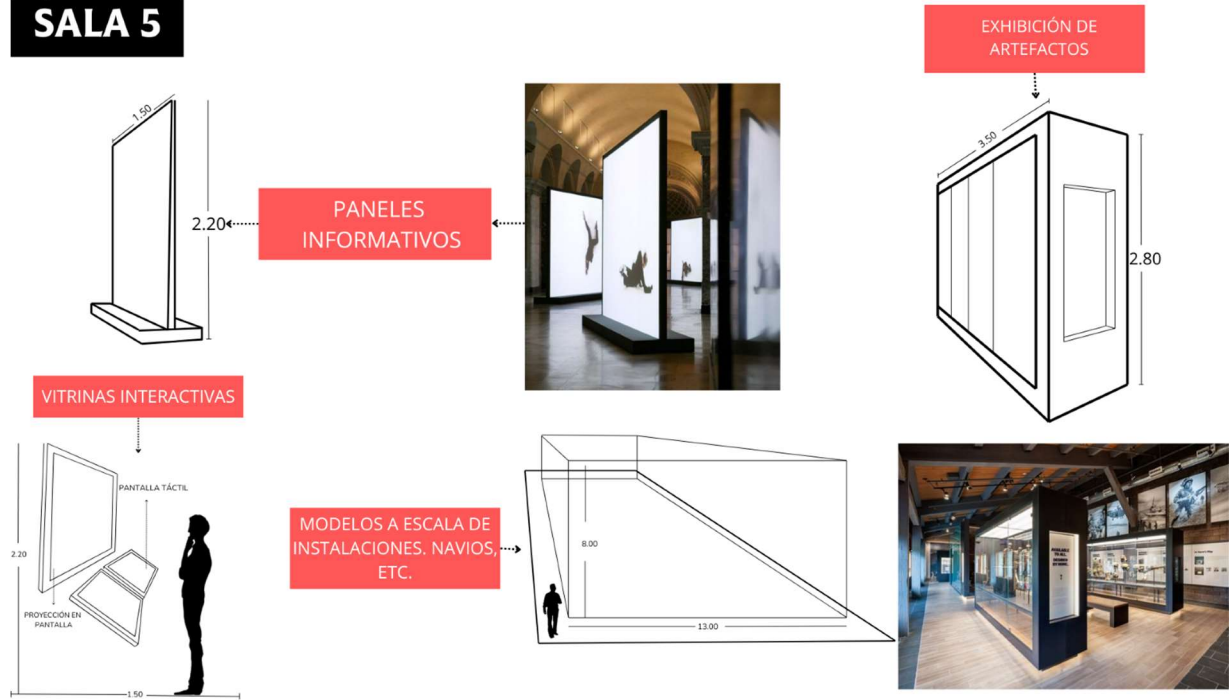 SALA 5
EXHIBICIÓN DE
ARTEFACTOS
1.50
2.20
PANELES
INFORMATIVOS
3.50
2.80
VITRINAS INTERACTIVAS
PANTALLA TÁCTIL
2.20
PROYECCIÓN EN
PANTALLA
1.50
MODELOS A ESCALA DE
INSTALACIONES. NAVIOS,
ETC.
8.00
13.00